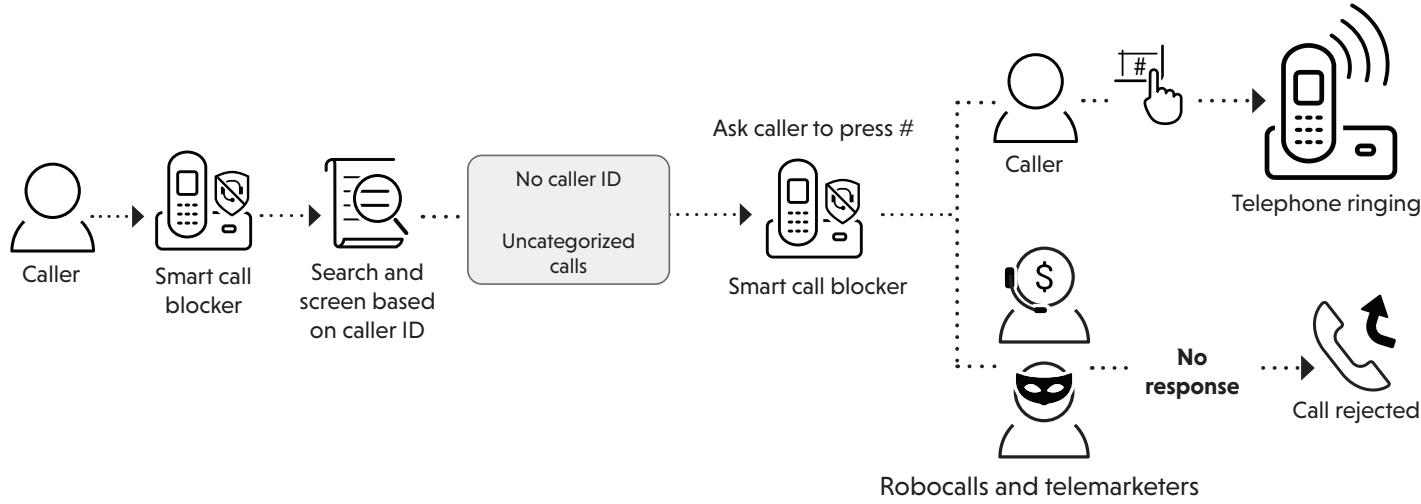 Caller
Smart call
blocker
Search and
screen based
on caller ID
No caller ID
Uncategorized
calls
Ask caller to press #
Smart call blocker
Caller
#
Telephone ringing
$
No
response
Call rejected
Robocalls and telemarketers